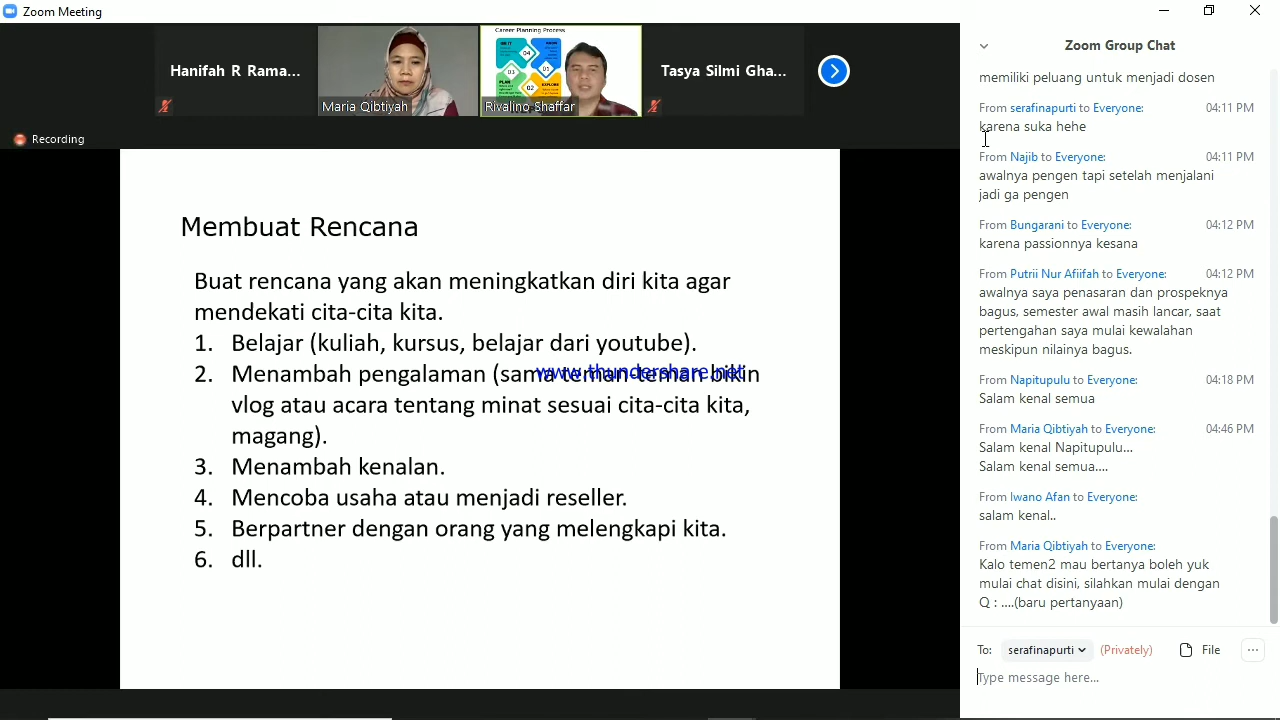 Zoom Meeting
Hanifah R Rama...
Maria Qibtiyah
Career Planning Process
04
01
03
02
PLAN
Rivalino Shaffar
Tasya Silmi Gha...
Recording
Membuat Rencana
Buat rencana yang akan meningkatkan diri kita agar
mendekati cita-cita kita.
1. Belajar (kuliah, kursus, belajar dari youtube).
2. Menambah pengalaman (sama teman-teman bikin
www.thundershare.net
vlog atau acara tentang minat sesuai cita-cita kita,
magang).
3. Menambah kenalan.
4. Mencoba usaha atau menjadi reseller.
5. Berpartner dengan orang yang melengkapi kita.
6. dll.
Zoom Group Chat
memiliki peluang untuk menjadi dosen
From serafinapurti to Everyone: 04:11 PM
karena suka hehe
From Najib to Everyone: 04:11 PM
awalnya pengen tapi setelah menjalani
jadi ga pengen
From Bungarani to Everyone: 04:12 PM
karena passionnya kesana
From Putrii Nur Afiifah to Everyone: 04:12 PM
awalnya saya penasaran dan prospeknya
bagus, semester awal masih lancar, saat
pertengahan saya mulai kewalahan
meskipun nilainya bagus.
From Napitupulu to Everyone: 04:18 PM
Salam kenal semua
From Maria Qibtiyah to Everyone: 04:46 PM
Salam kenal Napitupulu...
Salam kenal semua....
From Iwano Afan to Everyone:
salam kenal..
From Maria Qibtiyah to Everyone:
Kalo temen2 mau bertanya boleh yuk
mulai chat disini, silahkan mulai dengan
Q : ....(baru pertanyaan)
To: serafinapurti (Privately) File
Type message here...